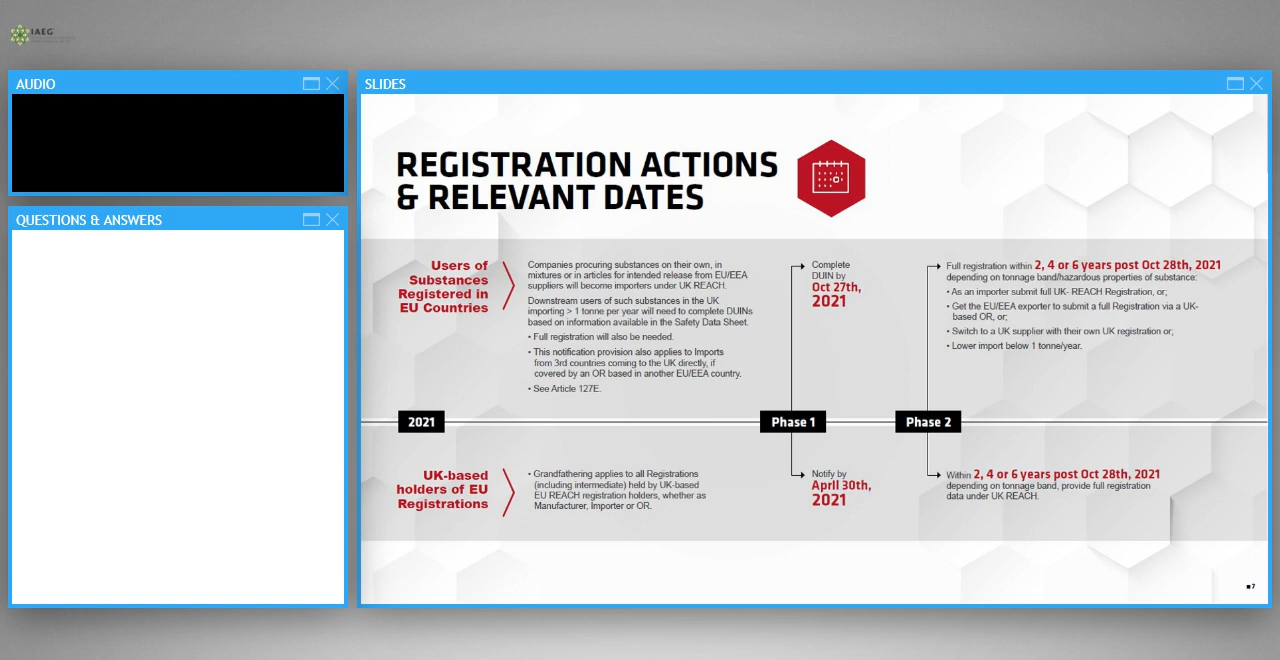 IAEG
AUDIO
SLIDES
QUESTIONS & ANSWERS
REGISTRATION ACTIONS
& RELEVANT DATES
Users of
Substances
Registered in
EU Countries
Companies procuring substances on their own, in
mixtures or in articles for intended release from EU/EEA
suppliers will become importers under UK REACH.
Downstream users of such substances in the UK
importing > 1 tonne per year will need to complete DUINs
based on information available in the Safety Data Sheet.
• Full registration will also be needed.
• This notification provision also applies to Imports
from 3rd countries coming to the UK directly, if
covered by an OR based in another EU/EEA country.
• See Article 127E.
Complete
DUIN by
Oct 27th,
2021
Full registration within 2, 4 or 6 years post Oct 28th, 2021
depending on tonnage band/hazardous properties of substance:
• As an importer submit full UK- REACH Registration, or;
• Get the EU/EEA exporter to submit a full Registration via a UK-
based OR, or;
• Switch to a UK supplier with their own UK registration or;
• Lower import below 1 tonne/year.
2021
Phase 1
Phase 2
UK-based
holders of EU
Registrations
• Grandfathering applies to all Registrations
(including intermediate) held by UK-based
EU REACH registration holders, whether as
Manufacturer, Importer or OR.
Notify by
April 30th,
2021
Within 2, 4 or 6 years post Oct 28th, 2021
depending on tonnage band, provide full registration
data under UK REACH.
7